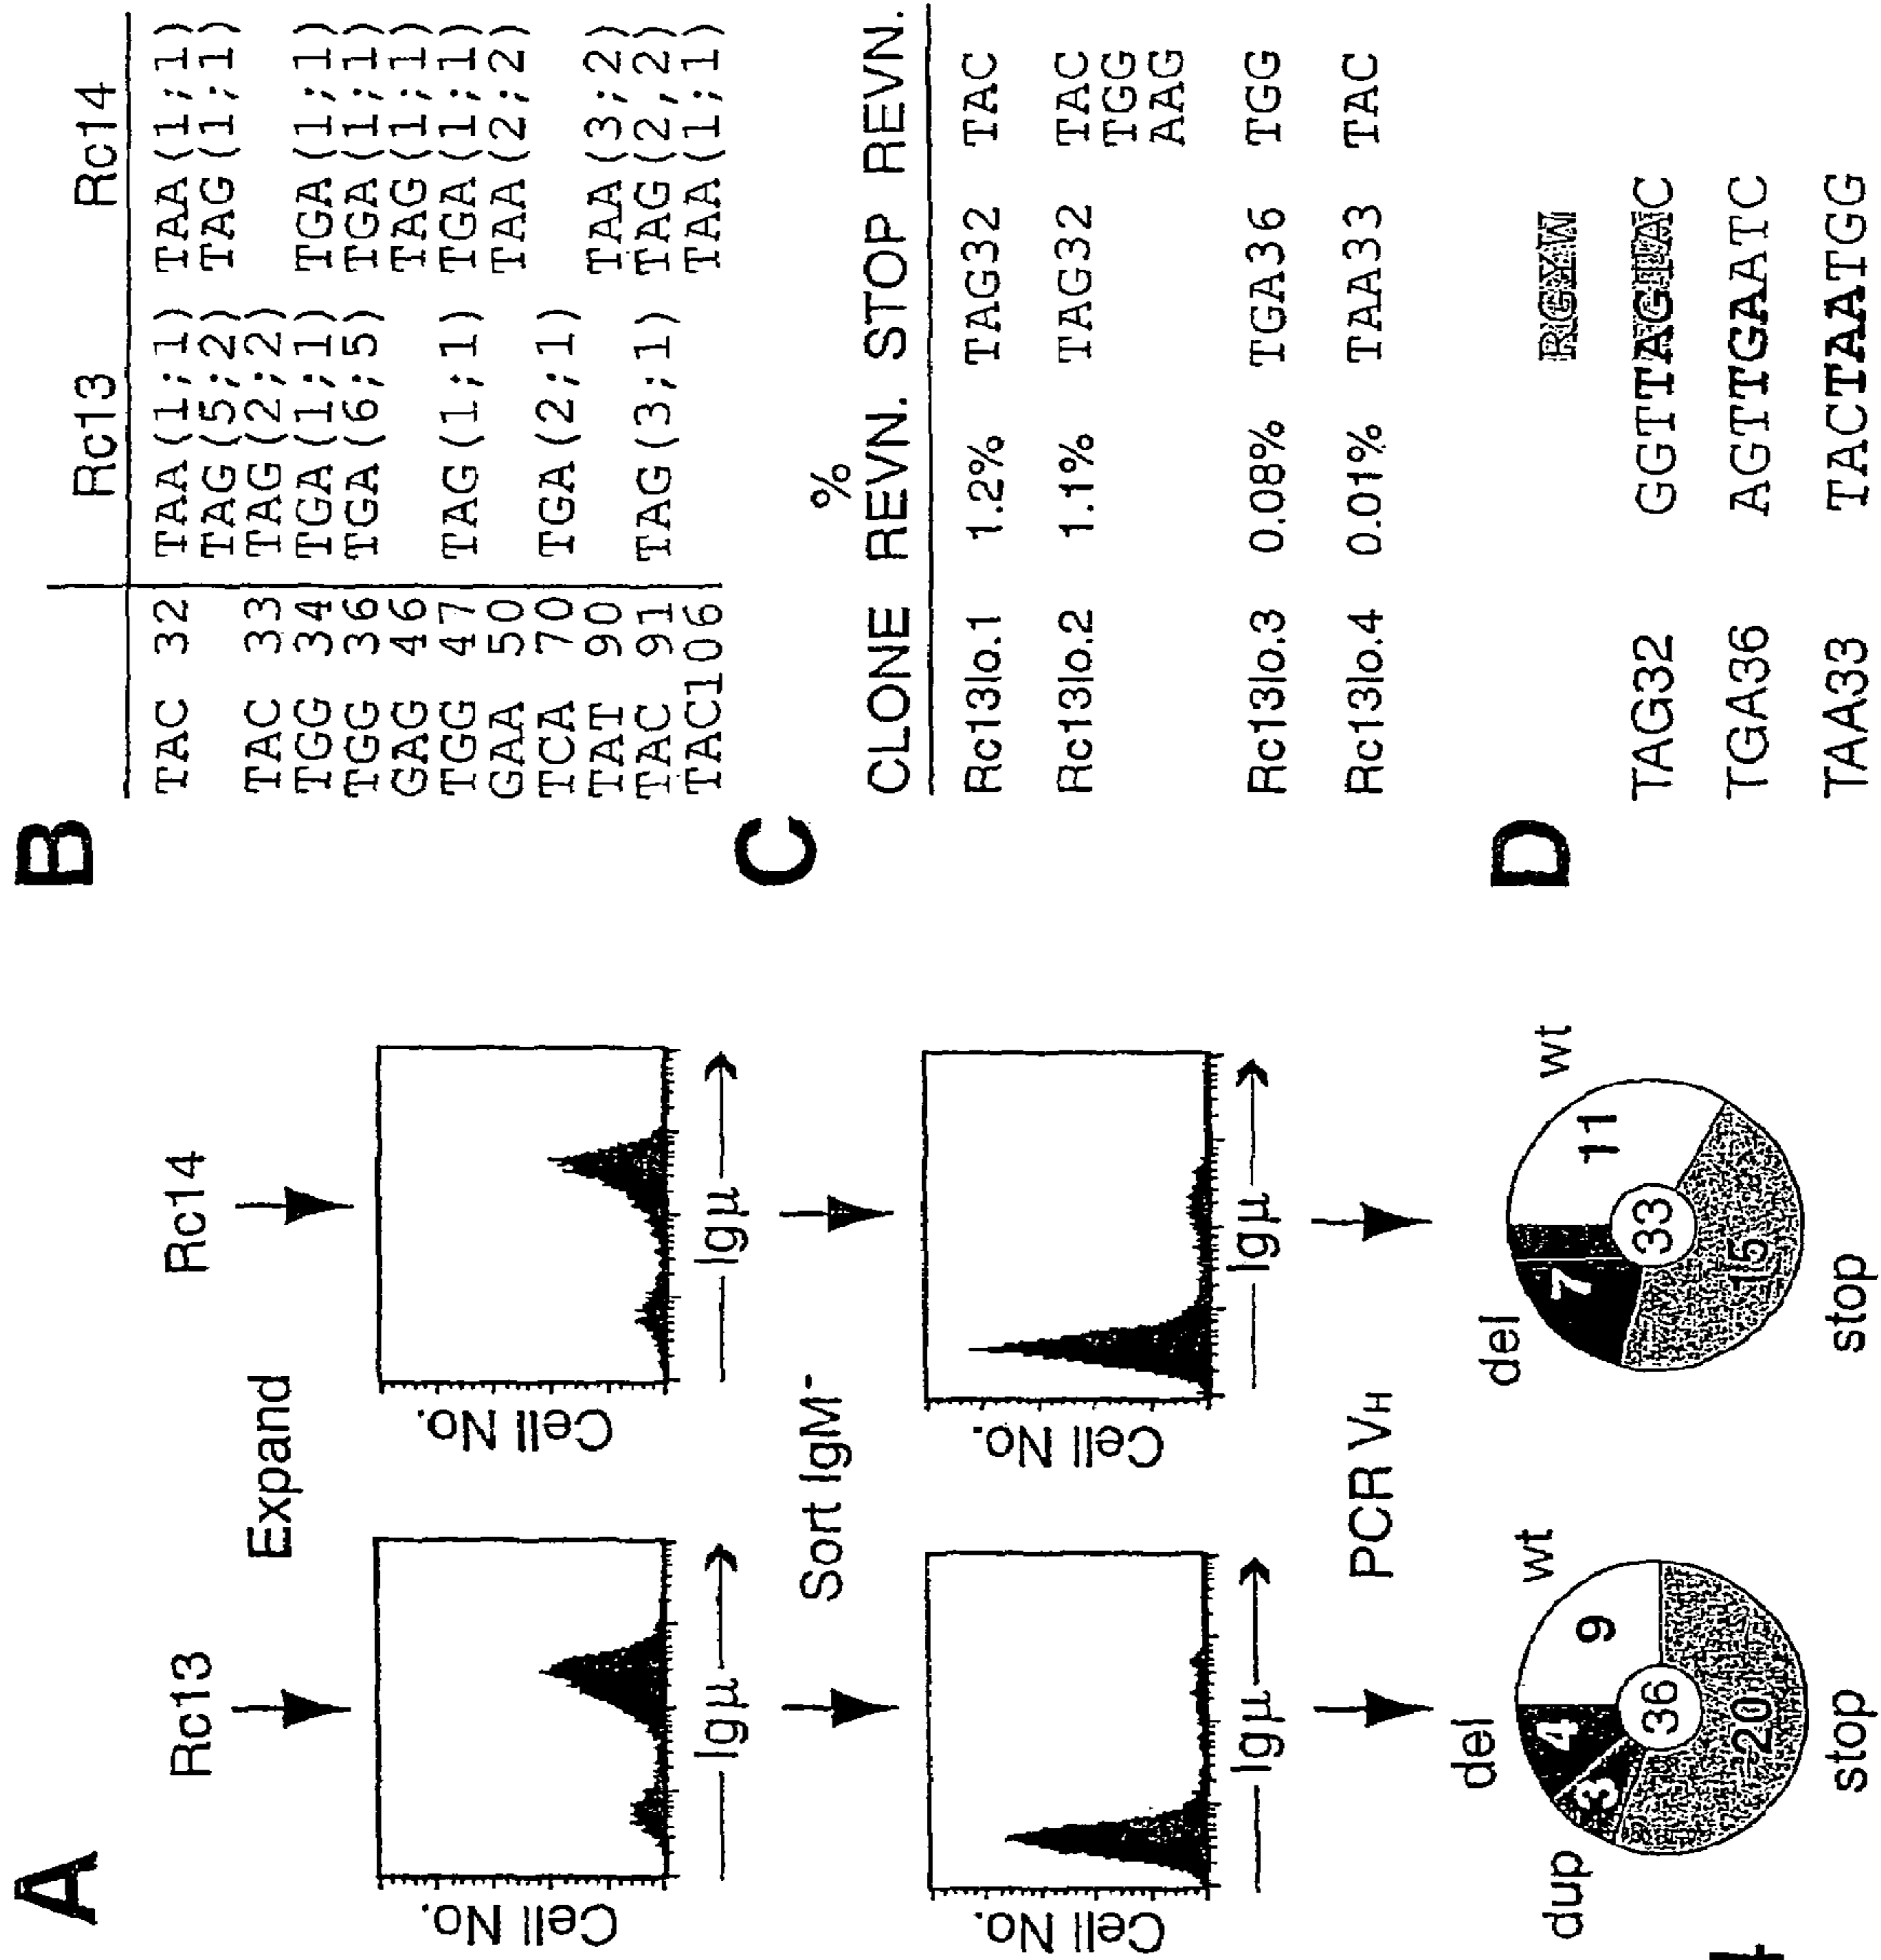 A
Rc13
Rc14
Expand
Cell No.
Cell No.
Igµ
Igµ
Sort IgM-
Cell No.
Cell No.
Igµ
Igµ
PCR VH
dup
del
wt
3
4
9
36
20
stop
del
wt
7
11
33
15
stop
B
Rc13 Rc14
TAC 32 TAA(1;1) TAA(1;1)
TAG(5;2) TAG(1;1)
TAC 33 TAG(2;2)
TGG 34 TGA(1;1) TGA(1;1)
TGG 36 TGA(6;5) TGA(1;1)
GAG 46 TAG(1;1)
TGG 47 TAG(1;1) TGA(1;1)
GAA 50 TAA(2;2)
TCA 70 TGA(2;1)
TAT 90 TAA(3;2)
TAC 91 TAG(3;1) TAG(2,2)
TAC106 TAA(1;1)
C
%
CLONE REVN. STOP REVN.
Rc13lo.1 1.2% TAG32 TAC
Rc13lo.2 1.1% TAG32 TAC
TGG
AAG
Rc13lo.3 0.08% TGA36 TGG
Rc13lo.4 0.01% TAA33 TAC
D
RGYAW
TAG32 GGTTAGTAC
TGA36 AGTTGAATC
TAA33 TACTAATGG